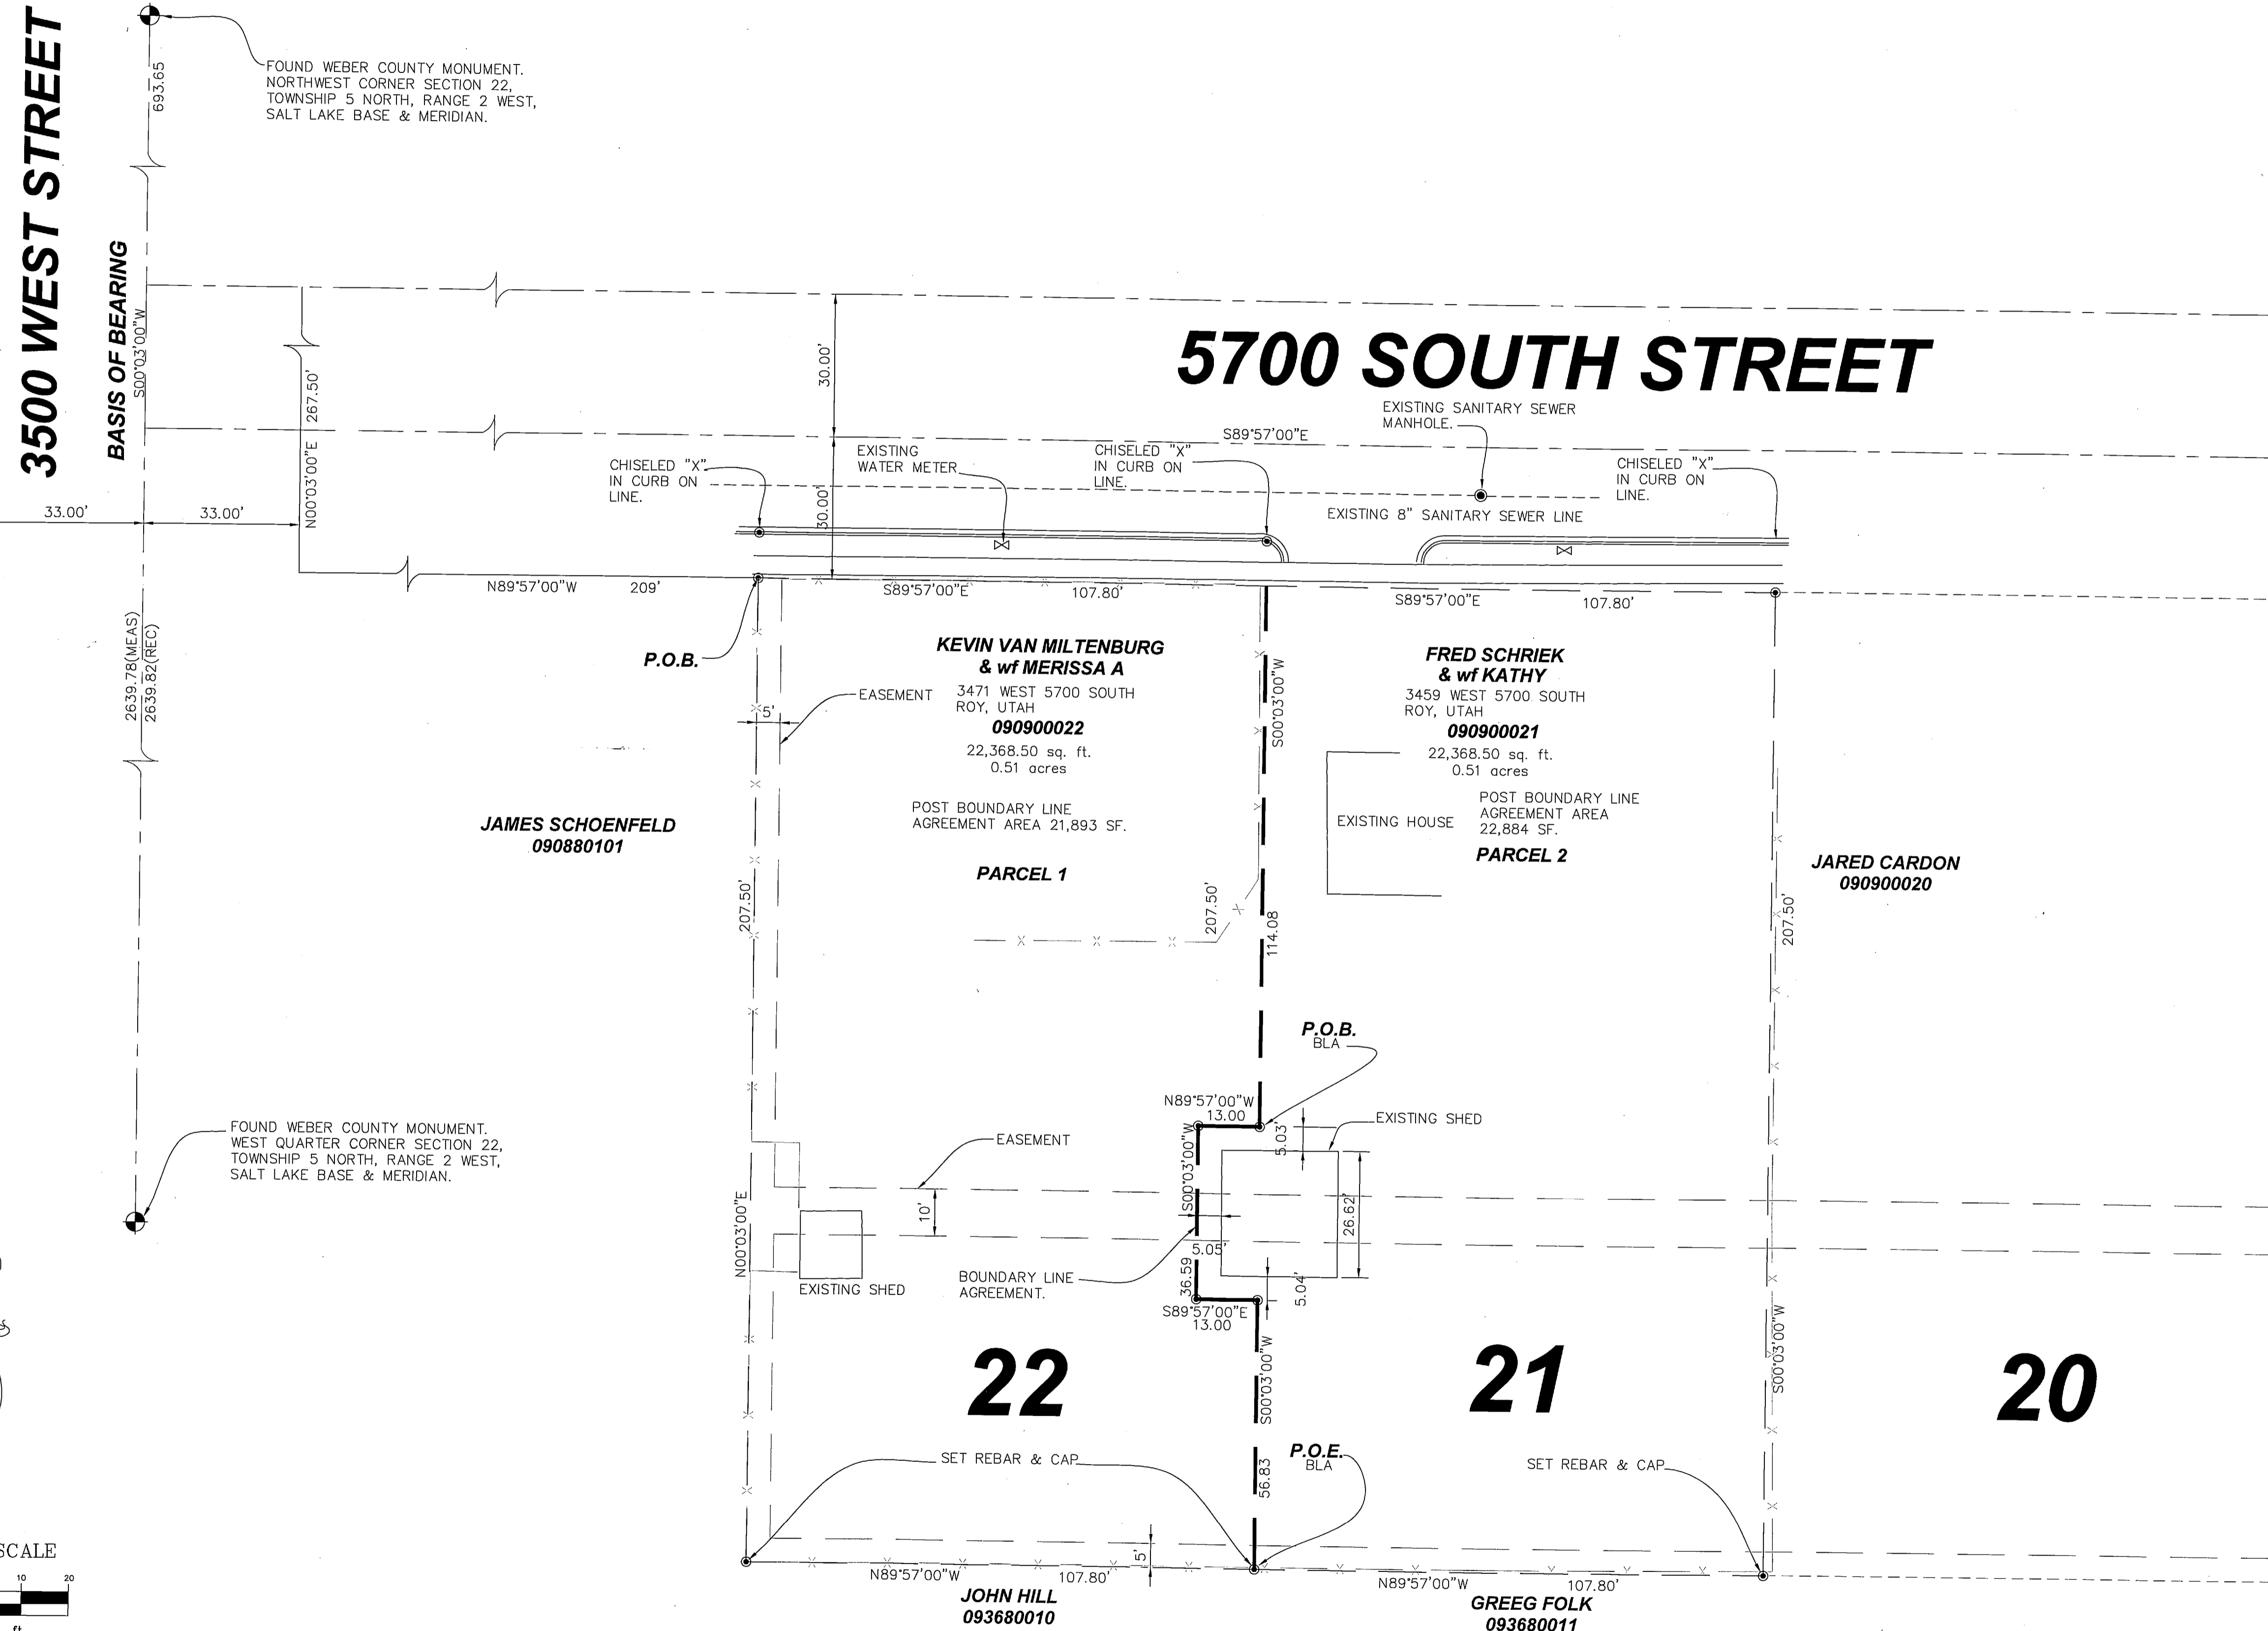 3500 WEST STREET
693.65
FOUND WEBER COUNTY MONUMENT.
NORTHWEST CORNER SECTION 22,
TOWNSHIP 5 NORTH, RANGE 2 WEST,
SALT LAKE BASE & MERIDIAN.
BASIS OF BEARING
S00°03'00"W
N00°03'00"E 267.50'
30.00'
5700 SOUTH STREET
EXISTING SANITARY SEWER
MANHOLE.
S89°57'00"E
CHISELED "X"
IN CURB ON
LINE.
EXISTING
WATER METER
CHISELED "X"
IN CURB ON
LINE.
CHISELED "X"
IN CURB ON
LINE.
33.00'
33.00'
30.00'
EXISTING 8" SANITARY SEWER LINE
N89°57'00"W 209'
S89°57'00"E 107.80'
S89°57'00"E 107.80'
2639.78(MEAS)
2639.82(REC)
P.O.B.
KEVIN VAN MILTENBURG
& wf MERISSA A
3471 WEST 5700 SOUTH
ROY, UTAH
090900022
22,368.50 sq. ft.
0.51 acres
EASEMENT
5'
S00°03'00"W
FRED SCHRIEK
& wf KATHY
3459 WEST 5700 SOUTH
ROY, UTAH
090900021
22,368.50 sq. ft.
0.51 acres
POST BOUNDARY LINE
AGREEMENT AREA 21,893 SF.
PARCEL 1
EXISTING HOUSE
POST BOUNDARY LINE
AGREEMENT AREA
22,884 SF.
PARCEL 2
JAMES SCHOENFELD
090880101
JARED CARDON
090900020
207.50'
207.50'
114.08
207.50'
P.O.B.
BLA
N89°57'00"W
13.00
5.03'
EXISTING SHED
FOUND WEBER COUNTY MONUMENT.
WEST QUARTER CORNER SECTION 22,
TOWNSHIP 5 NORTH, RANGE 2 WEST,
SALT LAKE BASE & MERIDIAN.
EASEMENT
S00°03'00"W
N00°03'00"E
10'
26.62'
5.05'
36.59
EXISTING SHED
BOUNDARY LINE
AGREEMENT.
5.04'
S89°57'00"E
13.00
22
21
20
S00°03'00"W
S00°03'00"W
SET REBAR & CAP
56.83
P.O.E.
BLA
SET REBAR & CAP
SCALE
10 20
ft
5'
N89°57'00"W 107.80'
N89°57'00"W 107.80'
JOHN HILL
093680010
GREEG FOLK
093680011